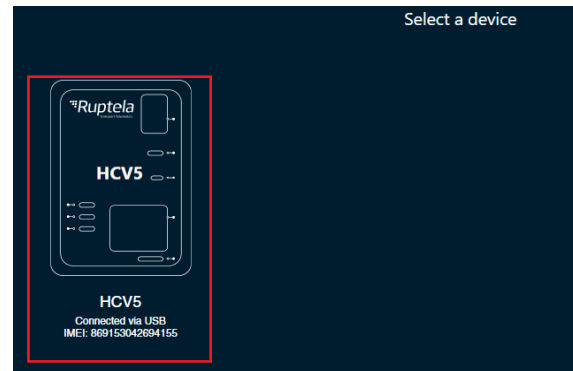 Select a device
Ruptela
HCV5
HCV5
Connected via USB
IMEI: 869153042694155